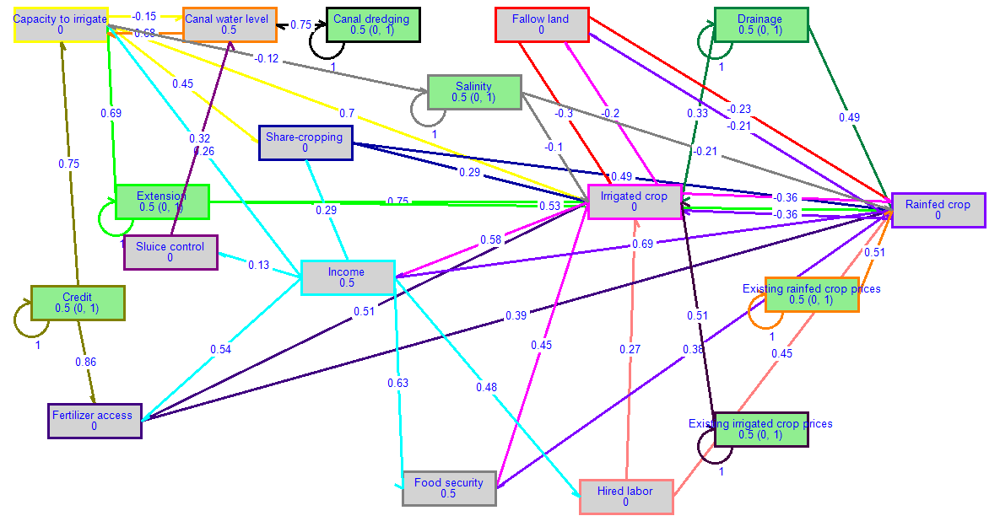 Capacity to irrigate
0
-0.15
Canal water level
0.5
0.75
Canal dredging
0.5 (0, 1)
1
Fallow land
0
Drainage
0.5 (0, 1)
1
0.68
-0.12
0.45
Salinity
0.5 (0, 1)
1
0.69
0.7
-0.3
-0.2
0.33
-0.23
-0.21
0.49
Share-cropping
0
0.32
0.26
-0.1
-0.21
0.75
0.29
0.49
Extension
0.5 (0, 1)
1
0.75
0.29
0.53
Irrigated crop
0
-0.36
-0.36
Rainfed crop
0
Sluice control
0
0.13
0.58
0.69
0.51
Income
0.5
Credit
0.5 (0, 1)
1
Existing rainfed crop prices
0.5 (0, 1)
1
0.51
0.39
0.51
0.86
0.54
0.45
0.27
0.38
0.45
0.63
0.48
Fertilizer access
0
Existing irrigated crop prices
0.5 (0, 1)
1
Food security
0.5
Hired labor
0